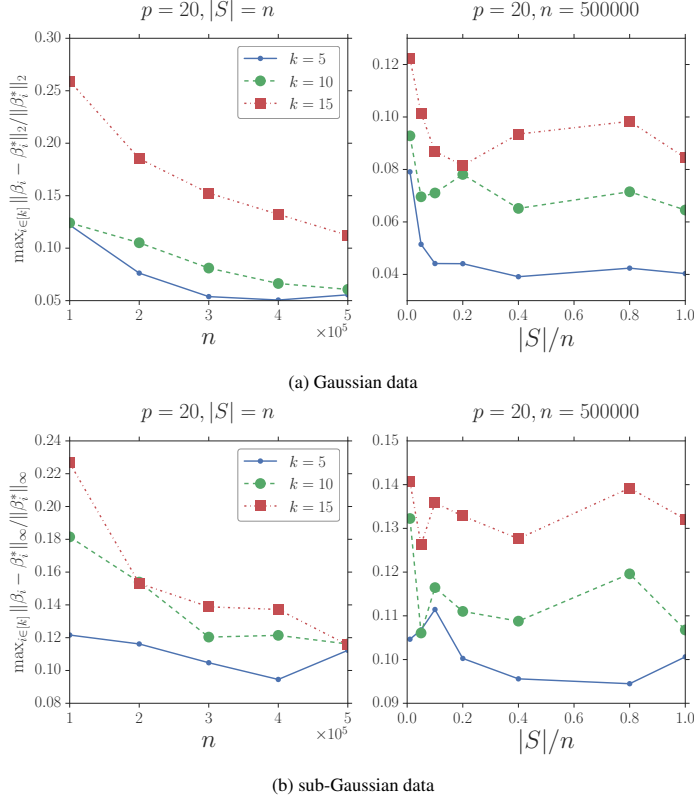 p = 20, |S| = n
p = 20, n = 500000
0.30
0.25
0.20
0.15
0.10
0.05
max_{i∈[k]} ||β_i − β_i^*||_2/||β_i^*||_2
k = 5
k = 10
k = 15
1 2 3 4 5
×10^5
n
0.12
0.10
0.08
0.06
0.04
0.0 0.2 0.4 0.6 0.8 1.0
|S|/n
(a) Gaussian data
p = 20, |S| = n
p = 20, n = 500000
0.24
0.22
0.20
0.18
0.16
0.14
0.12
0.10
0.08
max_{i∈[k]} ||β_i − β_i^*||_∞/||β_i^*||_∞
k = 5
k = 10
k = 15
1 2 3 4 5
×10^5
n
0.15
0.14
0.13
0.12
0.11
0.10
0.09
0.0 0.2 0.4 0.6 0.8 1.0
|S|/n
(b) sub-Gaussian data